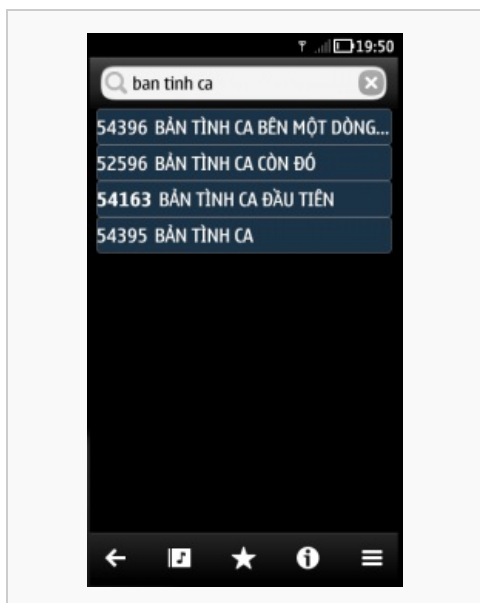 19:50
ban tinh ca
54396 BẢN TÌNH CA BÊN MỘT DÒNG...
52596 BẢN TÌNH CA CÒN ĐÓ
54163 BẢN TÌNH CA ĐẦU TIÊN
54395 BẢN TÌNH CA